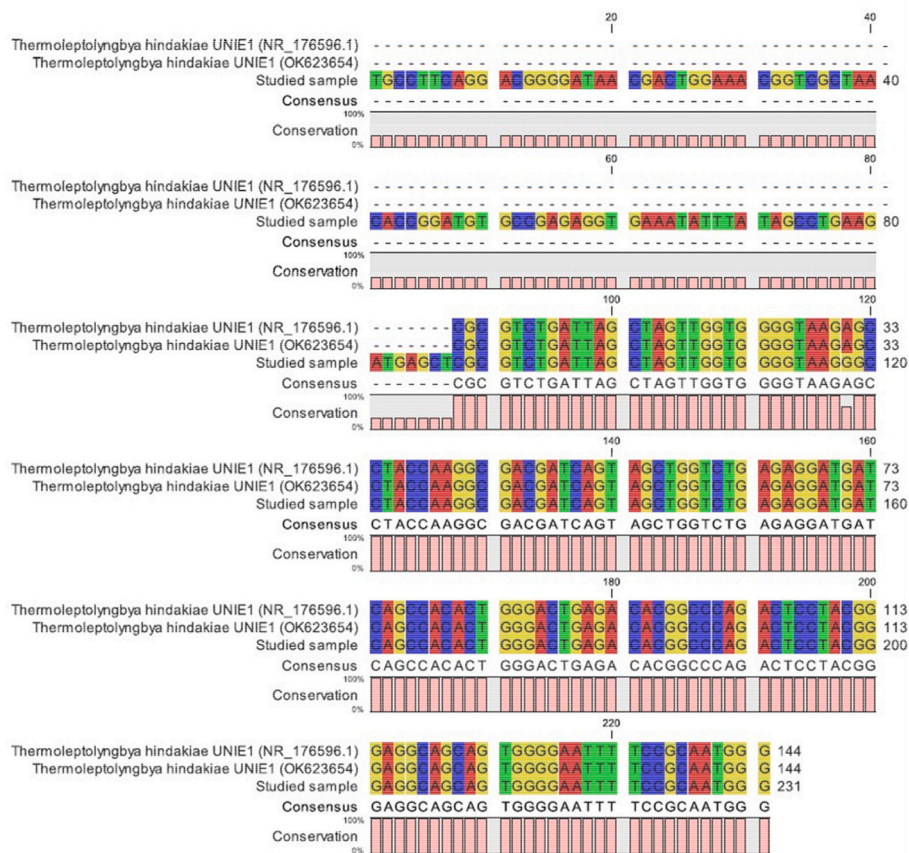 20 40
Thermoleptolyngbya hindakiae UNIE1 (NR_176596.1) ---------- ---------- ---------- ---------- -
Thermoleptolyngbya hindakiae UNIE1 (OK623654) ---------- ---------- ---------- ---------- -
Studied sample TGCCTTCAGG ACGGGGATAA CGACTGGAAA CGGTCGCTAA 40
Consensus ---------- ---------- ---------- ----------
100%
Conservation
0%
60 80
Thermoleptolyngbya hindakiae UNIE1 (NR_176596.1) ---------- ---------- ---------- ---------- -
Thermoleptolyngbya hindakiae UNIE1 (OK623654) ---------- ---------- ---------- ---------- -
Studied sample CACCGGATGT GCCGAGAGGT GAAATATTTA TAGCCTGAAG 80
Consensus ---------- ---------- ---------- ----------
100%
Conservation
0%
100 120
Thermoleptolyngbya hindakiae UNIE1 (NR_176596.1) -------CGC GTCTGATTAG CTAGTTGGTG GGGTAAGAGC 33
Thermoleptolyngbya hindakiae UNIE1 (OK623654) -------CGC GTCTGATTAG CTAGTTGGTG GGGTAAGAGC 33
Studied sample ATGAGCTCGC GTCTGATTAG CTAGTTGGTG GGGTAAGGGC 120
Consensus -------CGC GTCTGATTAG CTAGTTGGTG GGGTAAGAGC
100%
Conservation
0%
140 160
Thermoleptolyngbya hindakiae UNIE1 (NR_176596.1) CTACCAAGGC GACGATCAGT AGCTGGTCTG AGAGGATGAT 73
Thermoleptolyngbya hindakiae UNIE1 (OK623654) CTACCAAGGC GACGATCAGT AGCTGGTCTG AGAGGATGAT 73
Studied sample CTACCAAGGC GACGATCAGT AGCTGGTCTG AGAGGATGAT 160
Consensus CTACCAAGGC GACGATCAGT AGCTGGTCTG AGAGGATGAT
100%
Conservation
0%
180 200
Thermoleptolyngbya hindakiae UNIE1 (NR_176596.1) CAGCCACACT GGGACTGAGA CACGGCCCAG ACTCCTACGG 113
Thermoleptolyngbya hindakiae UNIE1 (OK623654) CAGCCACACT GGGACTGAGA CACGGCCCAG ACTCCTACGG 113
Studied sample CAGCCACACT GGGACTGAGA CACGGCCCAG ACTCCTACGG 200
Consensus CAGCCACACT GGGACTGAGA CACGGCCCAG ACTCCTACGG
100%
Conservation
0%
220
Thermoleptolyngbya hindakiae UNIE1 (NR_176596.1) GAGGCAGCAG TGGGGAATTT TCCGCAATGG G 144
Thermoleptolyngbya hindakiae UNIE1 (OK623654) GAGGCAGCAG TGGGGAATTT TCCGCAATGG G 144
Studied sample GAGGCAGCAG TGGGGAATTT TCCGCAATGG G 231
Consensus GAGGCAGCAG TGGGGAATTT TCCGCAATGG G
100%
Conservation
0%